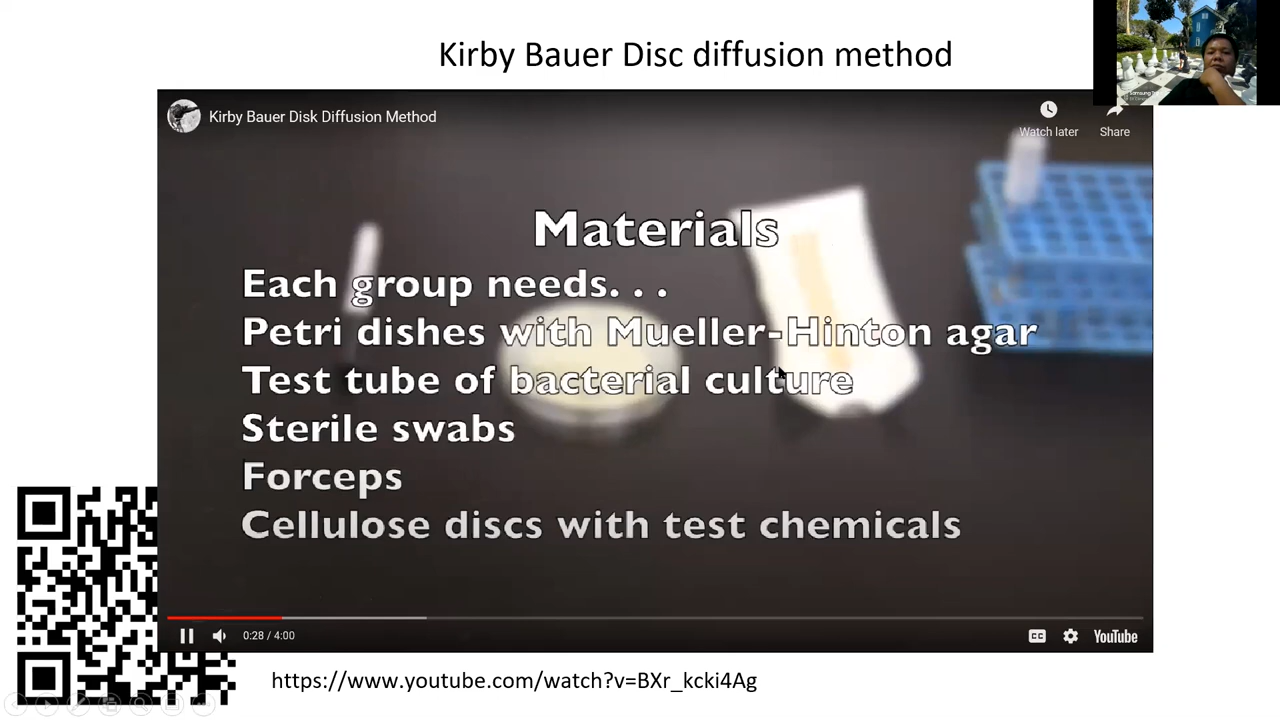 Kirby Bauer Disc diffusion method
Kirby Bauer Disk Diffusion Method
Watch later
Share
Materials
Each group needs. . .
Petri dishes with Mueller-Hinton agar
Test tube of bacterial culture
Sterile swabs
Forceps
Cellulose discs with test chemicals
0:28 / 4:00
CC
YouTube
https://www.youtube.com/watch?v=BXr_kcki4Ag